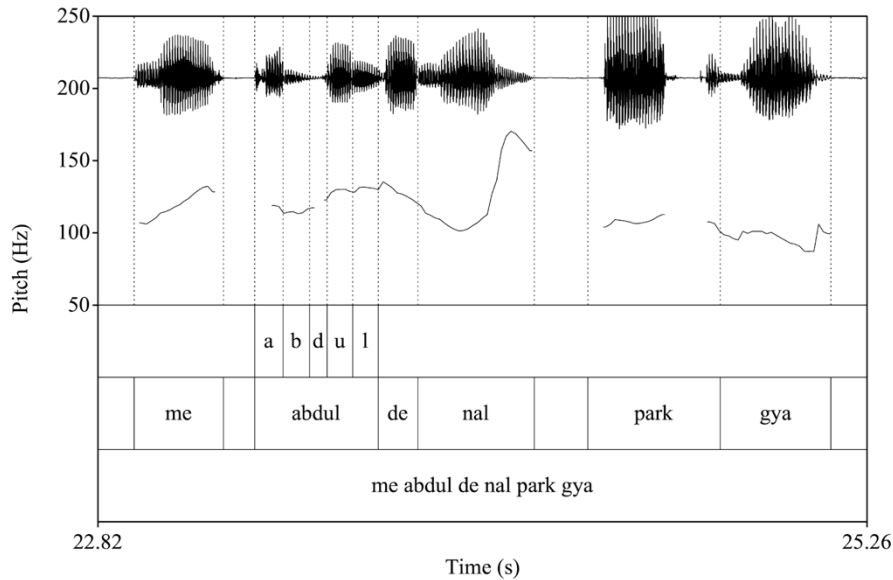 250
200
150
100
50
Pitch (Hz)
a b d u l
me abdul de nal park gya
me abdul de nal park gya
22.82 25.26
Time (s)